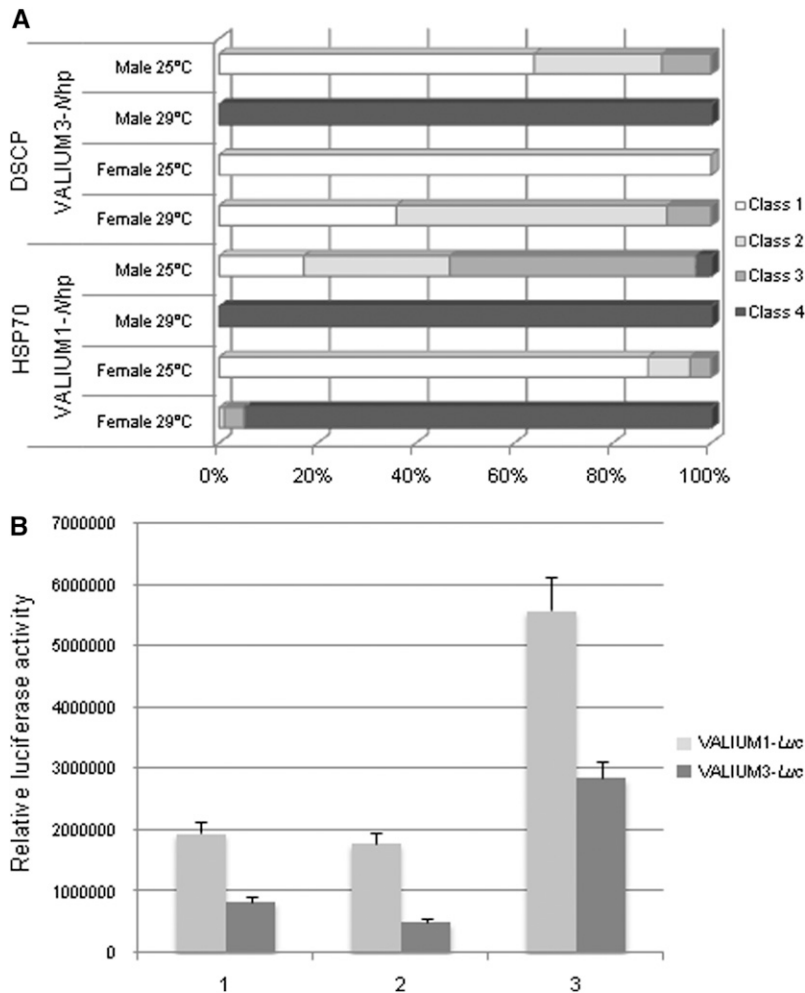 A
DSCP
VALIUM3-Nhp
Male 25°C
Male 29°C
Female 25°C
Female 29°C
HSP70
VALIUM1-Nhp
Male 25°C
Male 29°C
Female 25°C
Female 29°C
0% 20% 40% 60% 80% 100%
Class 1
Class 2
Class 3
Class 4
B
Relative luciferase activity
7000000
6000000
5000000
4000000
3000000
2000000
1000000
0
1 2 3
VALIUM1-Luc
VALIUM3-Luc